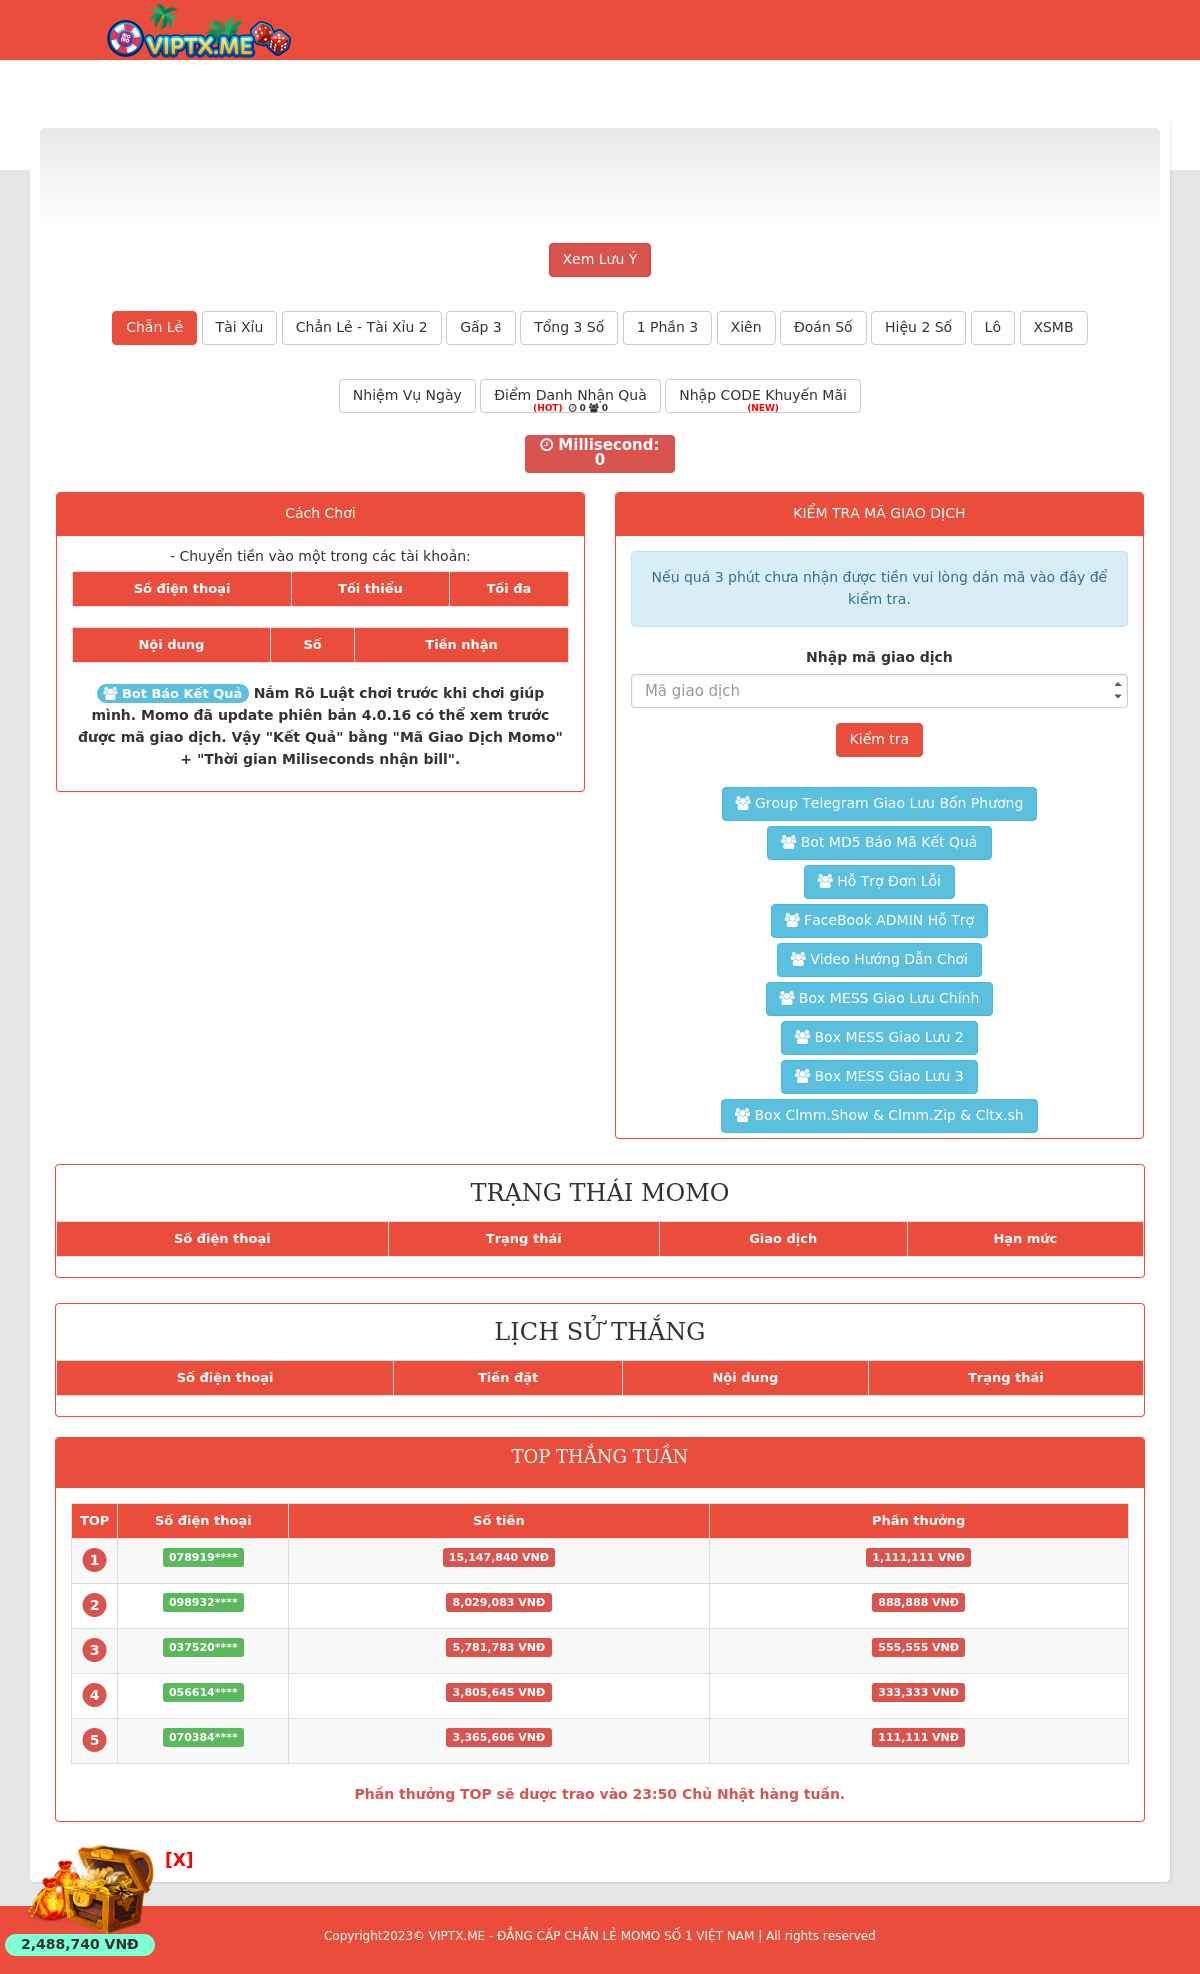 VIPTX.ME
Xem Lưu Ý
Chẵn Lẻ
Tài Xỉu
Chẳn Lẻ - Tài Xỉu 2
Gấp 3
Tổng 3 Số
1 Phần 3
Xiên
Đoán Số
Hiệu 2 Số
Lô
XSMB
Nhiệm Vụ Ngày
Điểm Danh Nhận Quà
(HOT) 0 0
Nhập CODE Khuyến Mãi
(NEW)
Millisecond:
0
Cách Chơi
- Chuyển tiền vào một trong các tài khoản:
Số điện thoại Tối thiểu Tối đa
Nội dung Số Tiền nhận
Bot Báo Kết Quả Nắm Rõ Luật chơi trước khi chơi giúp
mình. Momo đã update phiên bản 4.0.16 có thể xem trước
được mã giao dịch. Vậy "Kết Quả" bằng "Mã Giao Dịch Momo"
+ "Thời gian Miliseconds nhận bill".
KIỂM TRA MÃ GIAO DỊCH
Nếu quá 3 phút chưa nhận được tiền vui lòng dán mã vào đây để
kiểm tra.
Nhập mã giao dịch
Mã giao dịch
Kiểm tra
Group Telegram Giao Lưu Bốn Phương
Bot MD5 Báo Mã Kết Quả
Hỗ Trợ Đơn Lỗi
FaceBook ADMIN Hỗ Trợ
Video Hướng Dẫn Chơi
Box MESS Giao Lưu Chính
Box MESS Giao Lưu 2
Box MESS Giao Lưu 3
Box Clmm.Show & Clmm.Zip & Cltx.sh
TRẠNG THÁI MOMO
Số điện thoại Trạng thái Giao dịch Hạn mức
LỊCH SỬ THẮNG
Số điện thoại Tiền đặt Nội dung Trạng thái
TOP THẮNG TUẦN
TOP Số điện thoại Số tiền Phần thưởng
1 078919**** 15,147,840 VNĐ 1,111,111 VNĐ
2 098932**** 8,029,083 VNĐ 888,888 VNĐ
3 037520**** 5,781,783 VNĐ 555,555 VNĐ
4 056614**** 3,805,645 VNĐ 333,333 VNĐ
5 070384**** 3,365,606 VNĐ 111,111 VNĐ
Phần thưởng TOP sẽ dược trao vào 23:50 Chủ Nhật hàng tuần.
[X]
2,488,740 VNĐ
Copyright2023© VIPTX.ME - ĐẲNG CẤP CHẴN LẺ MOMO SỐ 1 VIỆT NAM | All rights reserved